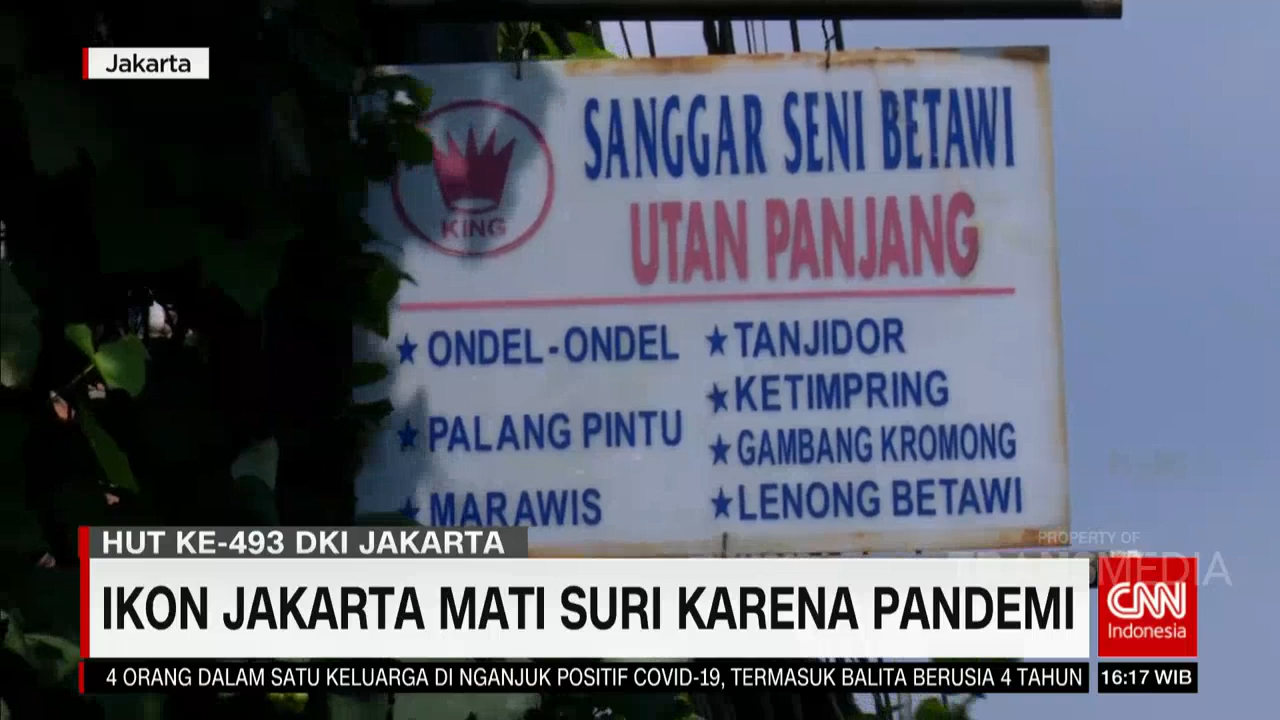 Jakarta
KING
SANGGAR SENI BETAWI
UTAN PANJANG
★ ONDEL-ONDEL
★ PALANG PINTU
★ MARAWIS
★ TANJIDOR
★ KETIMPRING
★ GAMBANG KROMONG
★ LENONG BETAWI
PROPERTY OF
TRANSMEDIA
HUT KE-493 DKI JAKARTA
IKON JAKARTA MATI SURI KARENA PANDEMI
CNN
Indonesia
4 ORANG DALAM SATU KELUARGA DI NGANJUK POSITIF COVID-19, TERMASUK BALITA BERUSIA 4 TAHUN
16:17 WIB